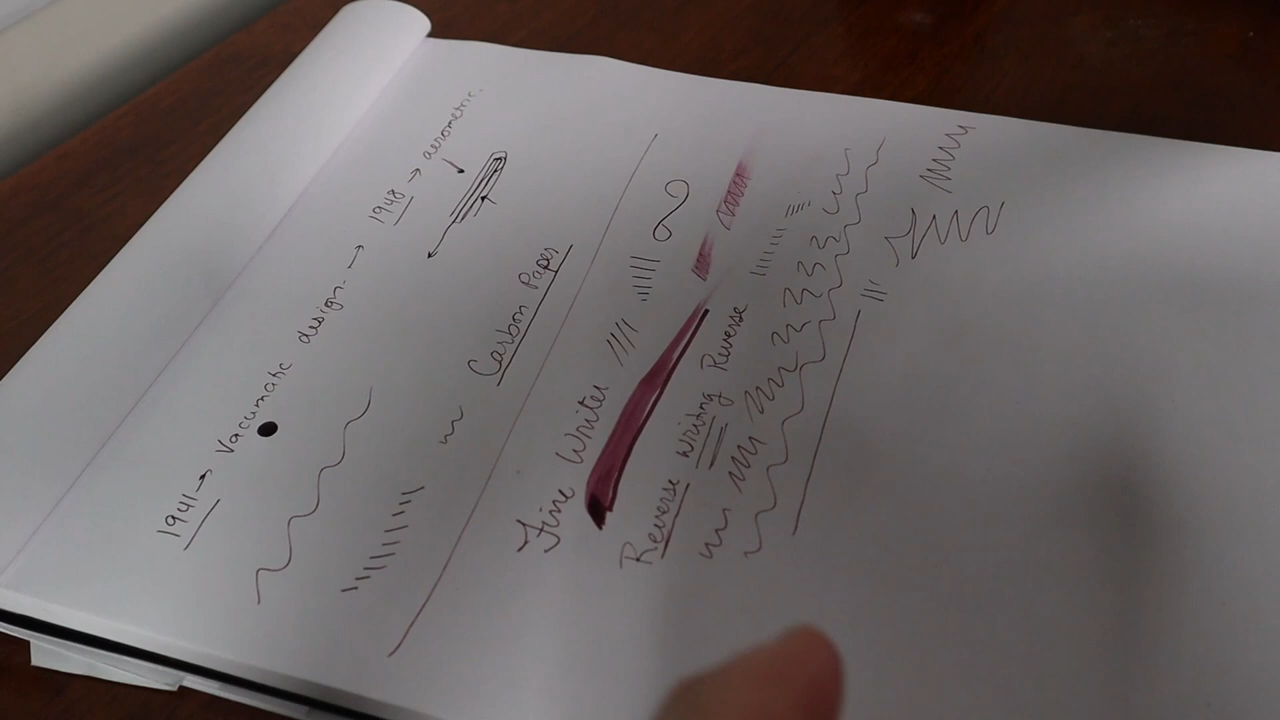 1941 → Vacumatic design. → 1948 → aerometric.
Carbon Paper
Fine Writer
Reverse writing Reverse